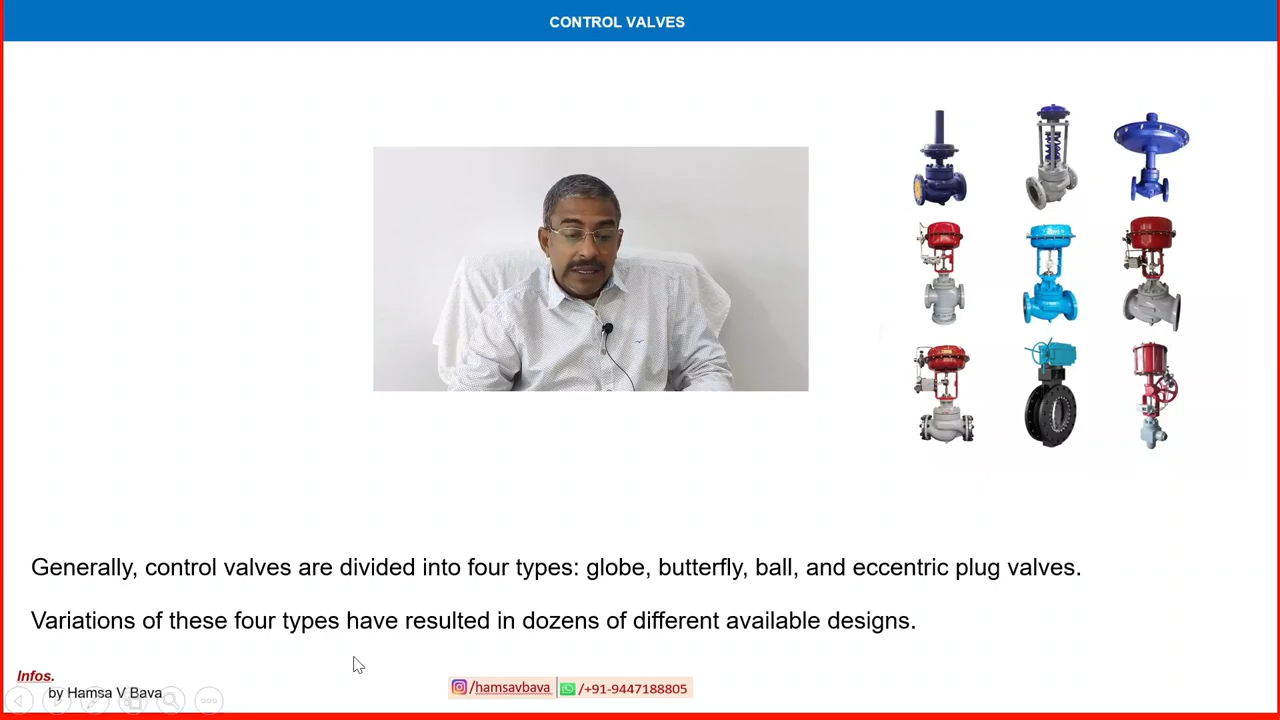 CONTROL VALVES
Generally, control valves are divided into four types: globe, butterfly, ball, and eccentric plug valves.
Variations of these four types have resulted in dozens of different available designs.
Infos.
by Hamsa V Bava
/hamsavbava
/+91-9447188805